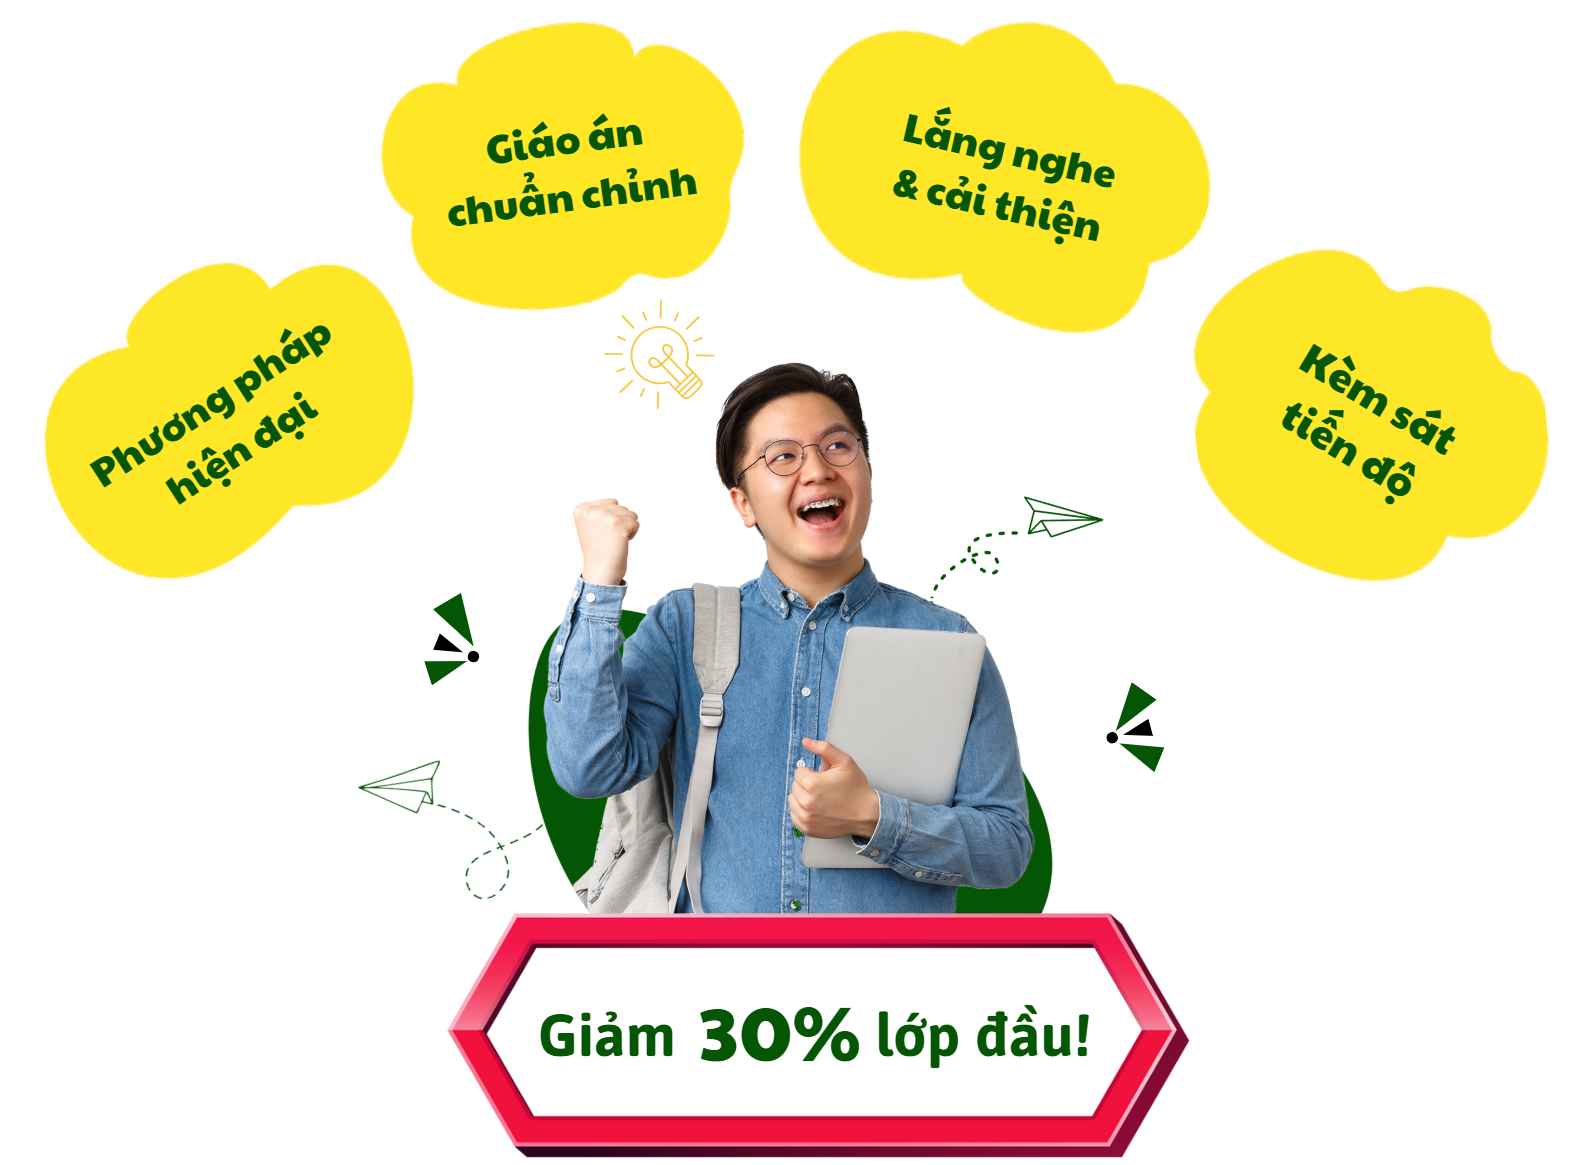 Phương pháp
hiện đại
Giáo án
chuẩn chỉnh
Lắng nghe
& cải thiện
Kèm sát
tiến độ
Giảm 30% lớp đầu!